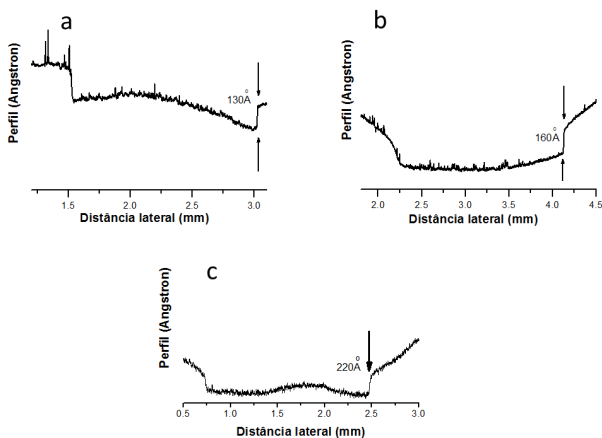 a
Perfil (Angstron)
130Å
1.5
2.0
2.5
3.0
Distância lateral (mm)
b
Perfil (Angstron)
160Å
2.0
2.5
3.0
3.5
4.0
4.5
Distância lateral (mm)
c
Perfil (Angstron)
220Å
0.5
1.0
1.5
2.0
2.5
3.0
Distância lateral (mm)